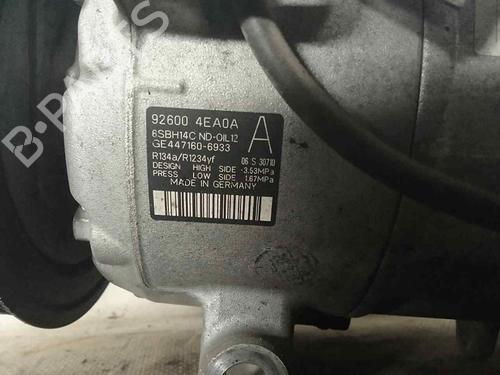 B-PARTS
92600 4EA0A A
6SBH14C ND-OIL12
GE447160-6933
R134a/R1234yf 06 S 30710
DESIGN HIGH SIDE -3.53MPa
PRESS LOW SIDE 1.67MPa
MADE IN GERMANY